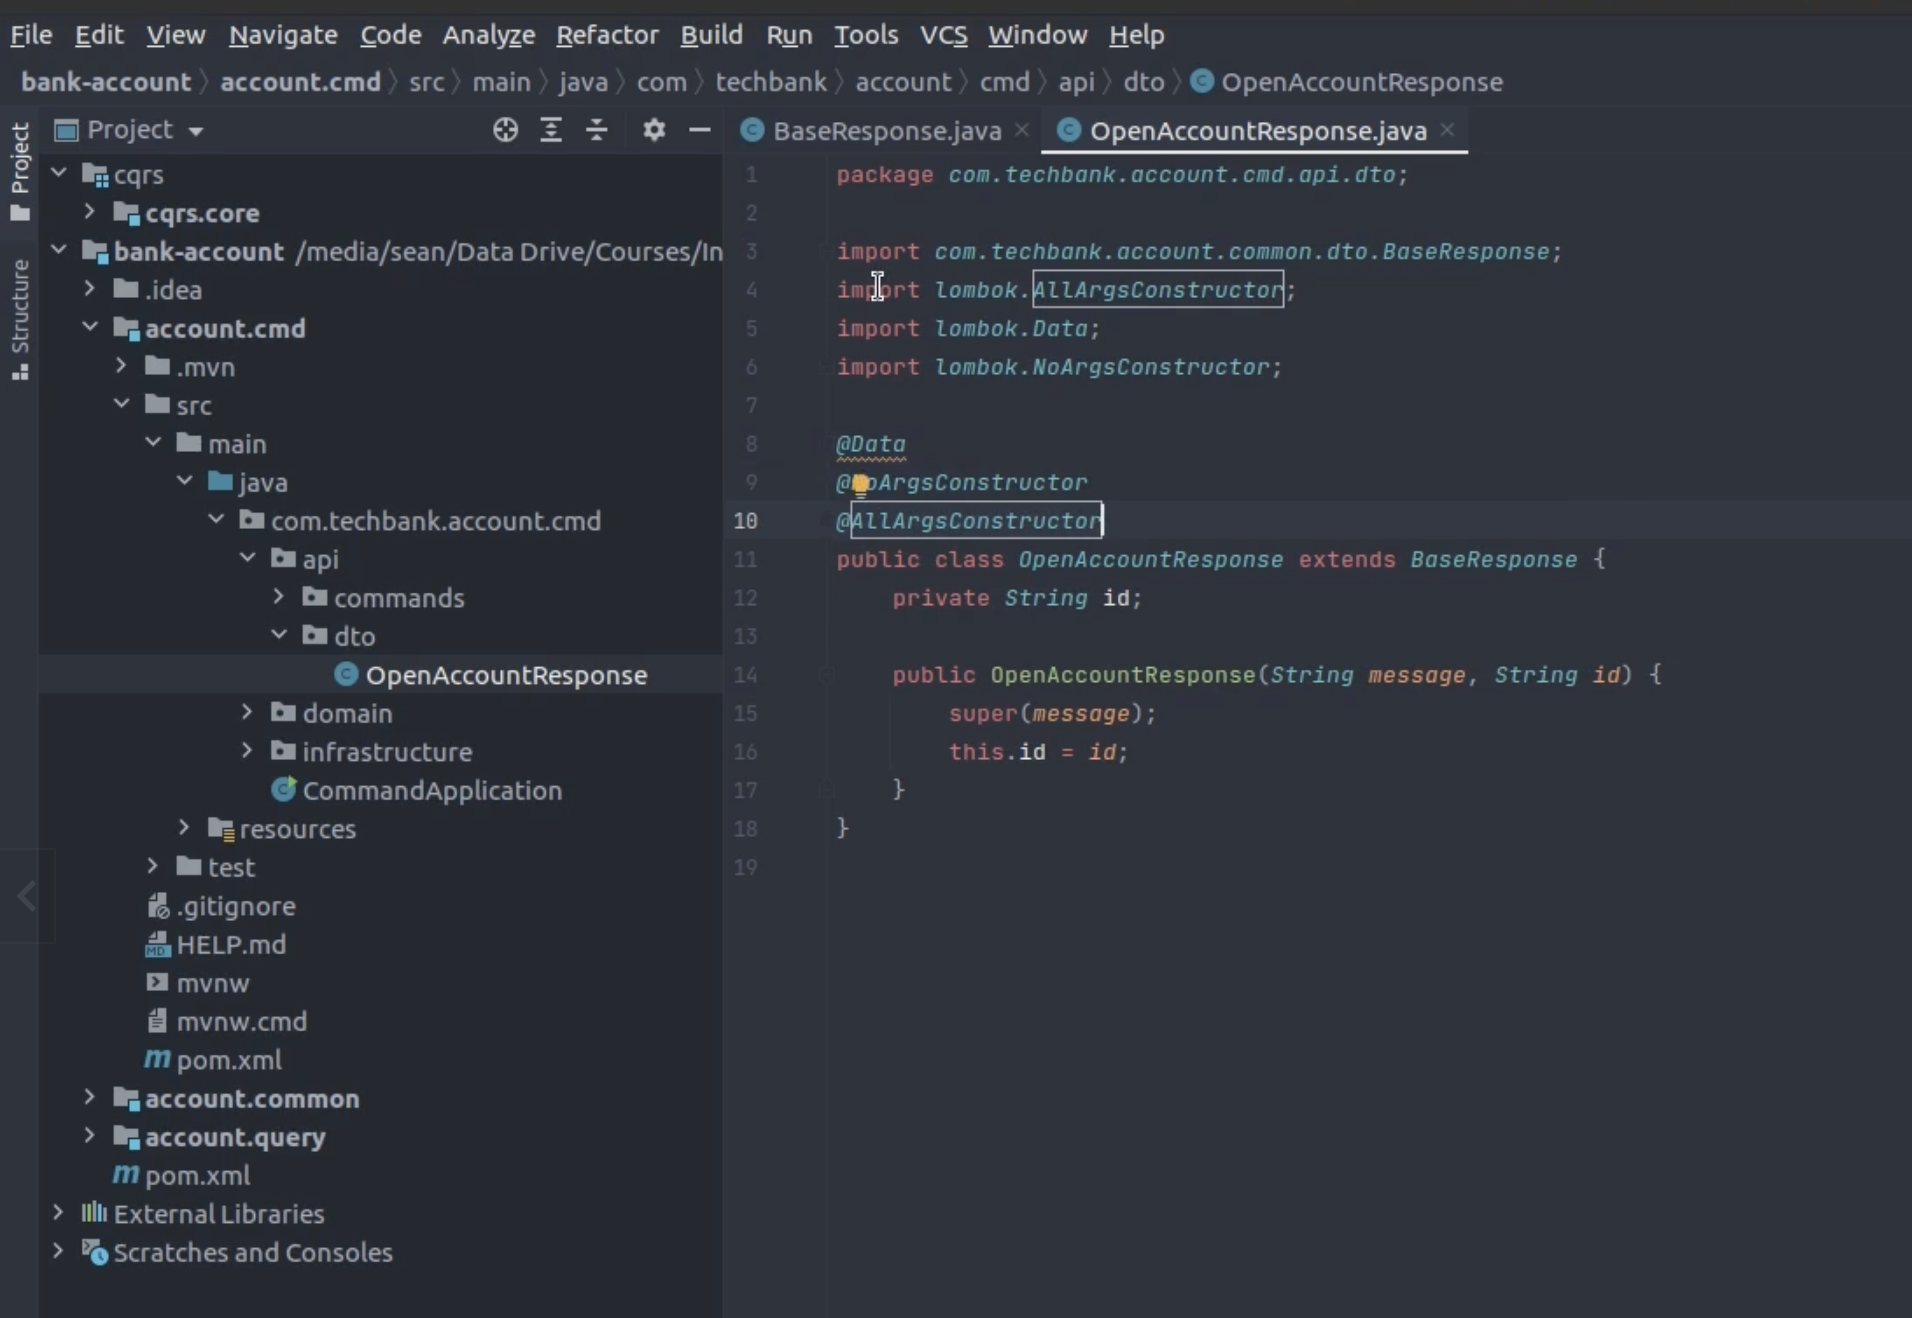 File Edit View Navigate Code Analyze Refactor Build Run Tools VCS Window Help
bank-account account.cmd src main java com techbank account cmd api dto OpenAccountResponse
Project
Structure
Project
cqrs
cqrs.core
bank-account /media/sean/Data Drive/Courses/In
.idea
account.cmd
.mvn
src
main
java
com.techbank.account.cmd
api
commands
dto
OpenAccountResponse
domain
infrastructure
CommandApplication
resources
test
.gitignore
HELP.md
mvnw
mvnw.cmd
pom.xml
account.common
account.query
pom.xml
External Libraries
Scratches and Consoles
BaseResponse.java OpenAccountResponse.java
1 package com.techbank.account.cmd.api.dto;
2
3 import com.techbank.account.common.dto.BaseResponse;
4 import lombok.AllArgsConstructor;
5 import lombok.Data;
6 import lombok.NoArgsConstructor;
7
8 @Data
9 @NoArgsConstructor
10 @AllArgsConstructor
11 public class OpenAccountResponse extends BaseResponse {
12 private String id;
13
14 public OpenAccountResponse(String message, String id) {
15 super(message);
16 this.id = id;
17 }
18 }
19